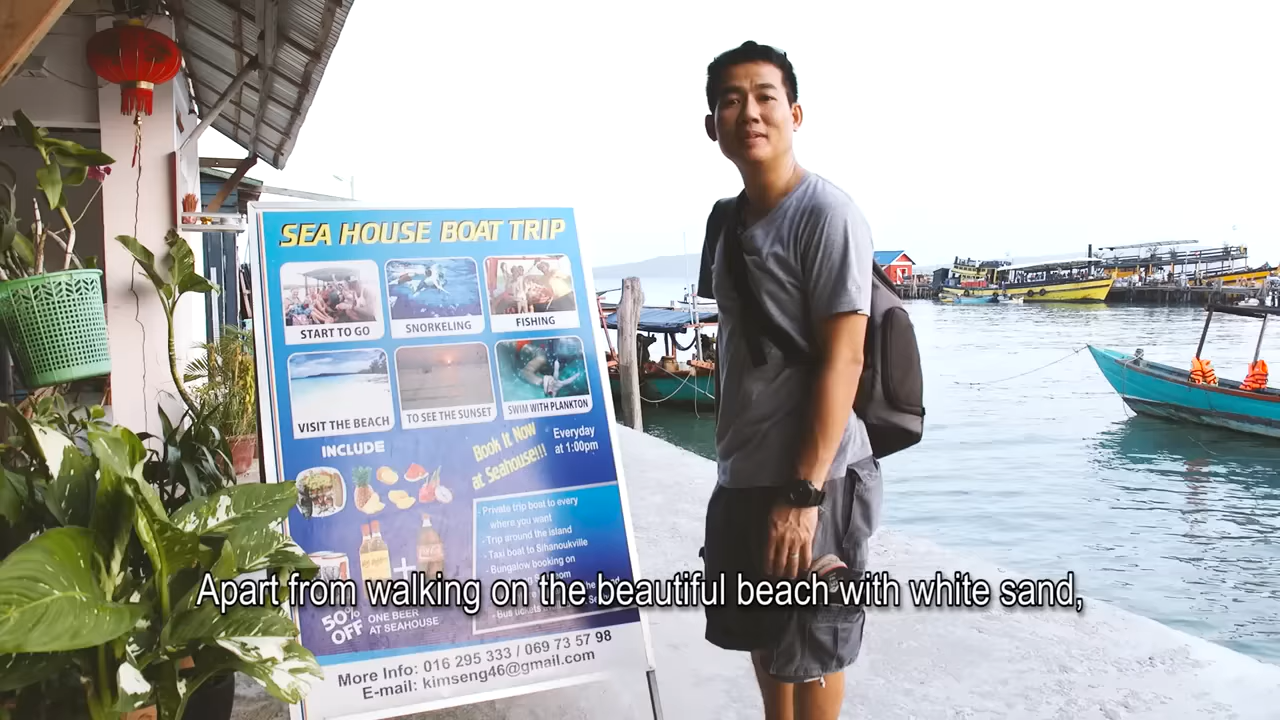 SEA HOUSE BOAT TRIP
START TO GO
SNORKELING
FISHING
VISIT THE BEACH
TO SEE THE SUNSET
SWIM WITH PLANKTON
INCLUDE
Book It Now
at Seahouse!!!
Everyday
at 1:00pm
- Private trip boat to every
where you want
- Trip around the island
- Taxi boat to Sihanoukville
- Bungalow booking on
50%
OFF
ONE BEER
AT SEAHOUSE
Apart from walking on the beautiful beach with white sand,
More Info: 016 295 333 / 069 73 57 98
E-mail: kimseng46@gmail.com